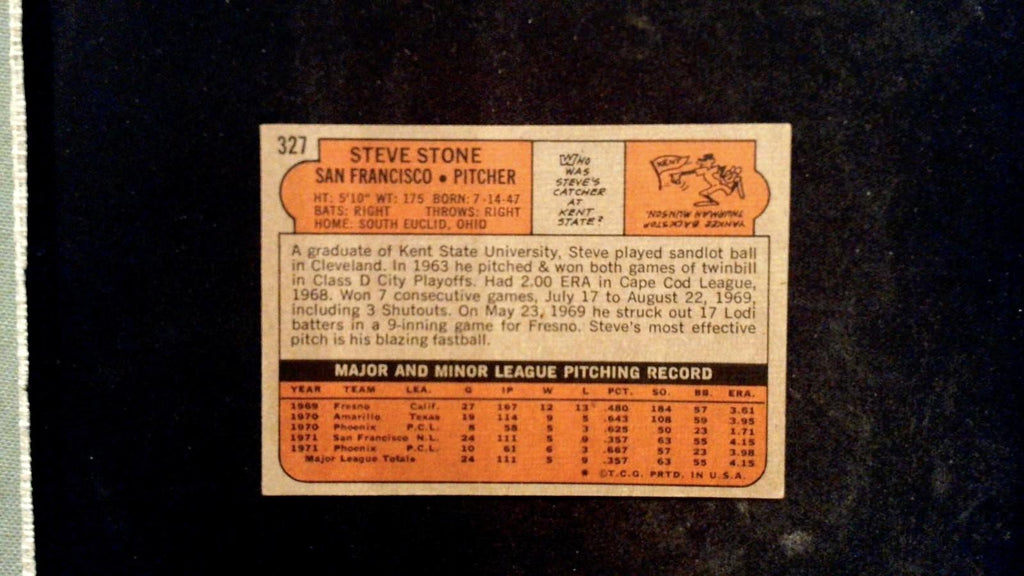 327
STEVE STONE
SAN FRANCISCO • PITCHER
HT: 5'10" WT: 175 BORN: 7-14-47
BATS: RIGHT THROWS: RIGHT
HOME: SOUTH EUCLID, OHIO
WHO
WAS
STEVE'S
CATCHER
AT
KENT
STATE?
KENT
YANKEE BACKSTOP
THURMAN MUNSON.
A graduate of Kent State University, Steve played sandlot ball
in Cleveland. In 1963 he pitched & won both games of twinbill
in Class D City Playoffs. Had 2.00 ERA in Cape Cod League,
1968. Won 7 consecutive games, July 17 to August 22, 1969,
including 3 Shutouts. On May 23, 1969 he struck out 17 Lodi
batters in a 9-inning game for Fresno. Steve's most effective
pitch is his blazing fastball.
MAJOR AND MINOR LEAGUE PITCHING RECORD
YEAR TEAM LEA. G IP W L PCT. SO. BB. ERA.
1969 Fresno Calif. 27 167 12 13 .480 184 57 3.61
1970 Amarillo Texas 19 114 9 5 .643 108 59 3.95
1970 Phoenix P.C.L. 8 58 5 3 .625 50 23 1.71
1971 San Francisco N.L. 24 111 5 9 .357 63 55 4.15
1971 Phoenix P.C.L. 10 61 6 3 .667 57 23 3.98
Major League Totals 24 111 5 9 .357 63 55 4.15
* ©T.C.G. PRTD. IN U.S.A.